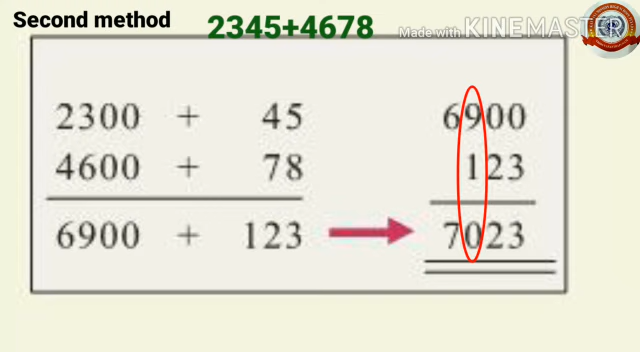 Second method
2345+4678
Made with KINEMASTER
2300 + 45 6900
4600 + 78 123
6900 + 123 7023